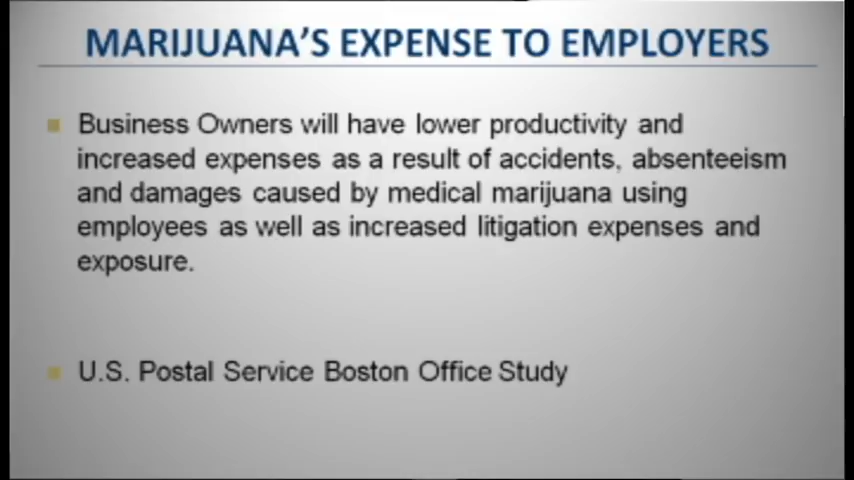 MARIJUANA'S EXPENSE TO EMPLOYERS
Business Owners will have lower productivity and
increased expenses as a result of accidents, absenteeism
and damages caused by medical marijuana using
employees as well as increased litigation expenses and
exposure.
U.S. Postal Service Boston Office Study